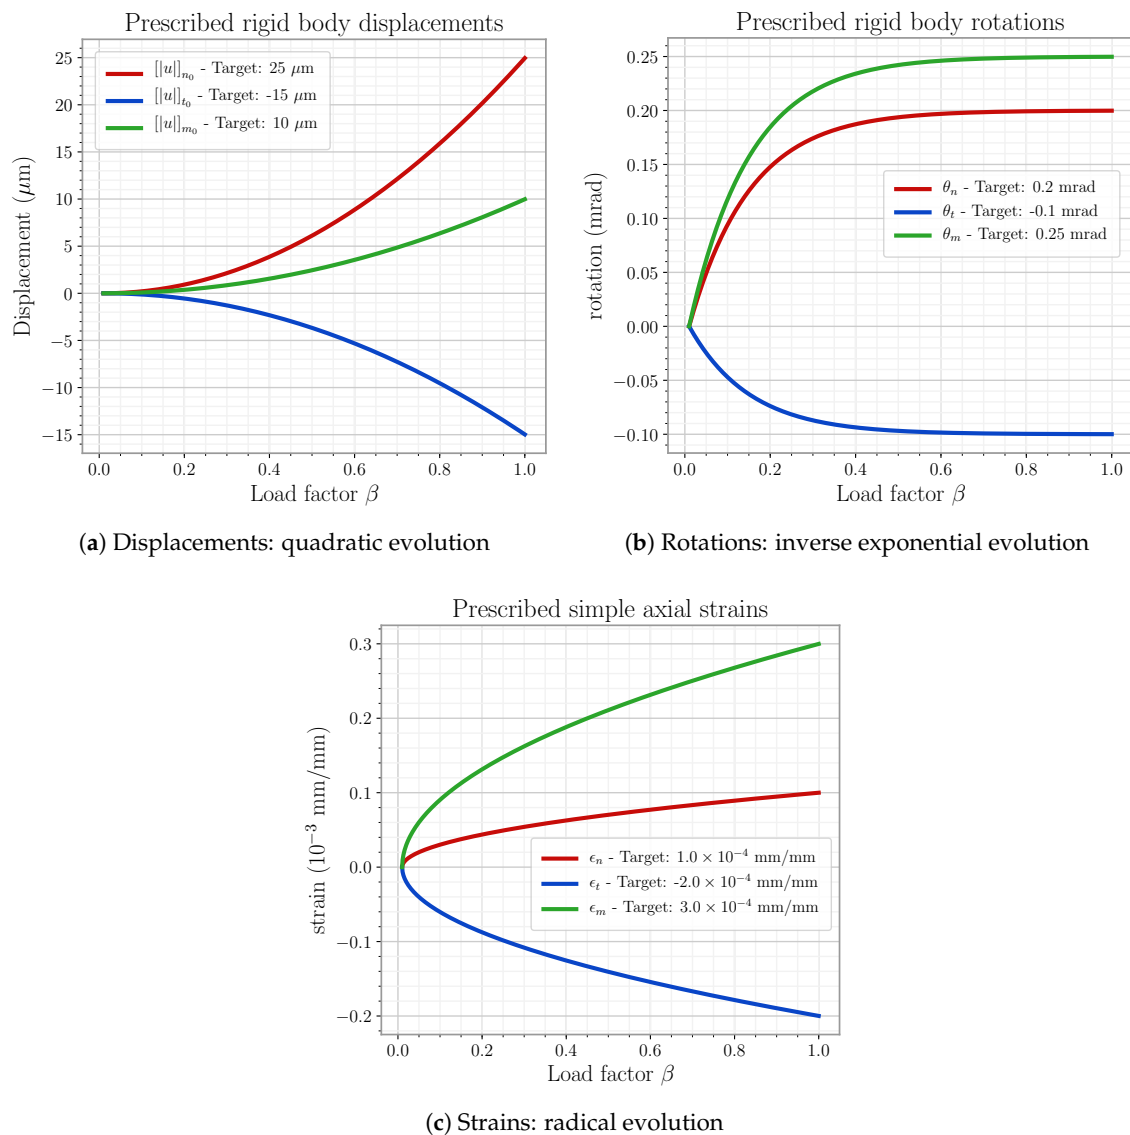 Prescribed rigid body displacements
[|u|]ₙ₀ - Target: 25 μm
[|u|]ₜ₀ - Target: -15 μm
[|u|]ₘ₀ - Target: 10 μm
25
20
15
10
5
0
−5
−10
−15
Displacement (μm)
0.0 0.2 0.4 0.6 0.8 1.0
Load factor β
(a) Displacements: quadratic evolution
Prescribed rigid body rotations
0.25
0.20
0.15
0.10
0.05
0.00
−0.05
−0.10
rotation (mrad)
θₙ - Target: 0.2 mrad
θₜ - Target: -0.1 mrad
θₘ - Target: 0.25 mrad
0.0 0.2 0.4 0.6 0.8 1.0
Load factor β
(b) Rotations: inverse exponential evolution
Prescribed simple axial strains
0.3
0.2
0.1
0.0
−0.1
−0.2
strain (10⁻³ mm/mm)
ϵₙ - Target: 1.0 × 10⁻⁴ mm/mm
ϵₜ - Target: -2.0 × 10⁻⁴ mm/mm
ϵₘ - Target: 3.0 × 10⁻⁴ mm/mm
0.0 0.2 0.4 0.6 0.8 1.0
Load factor β
(c) Strains: radical evolution